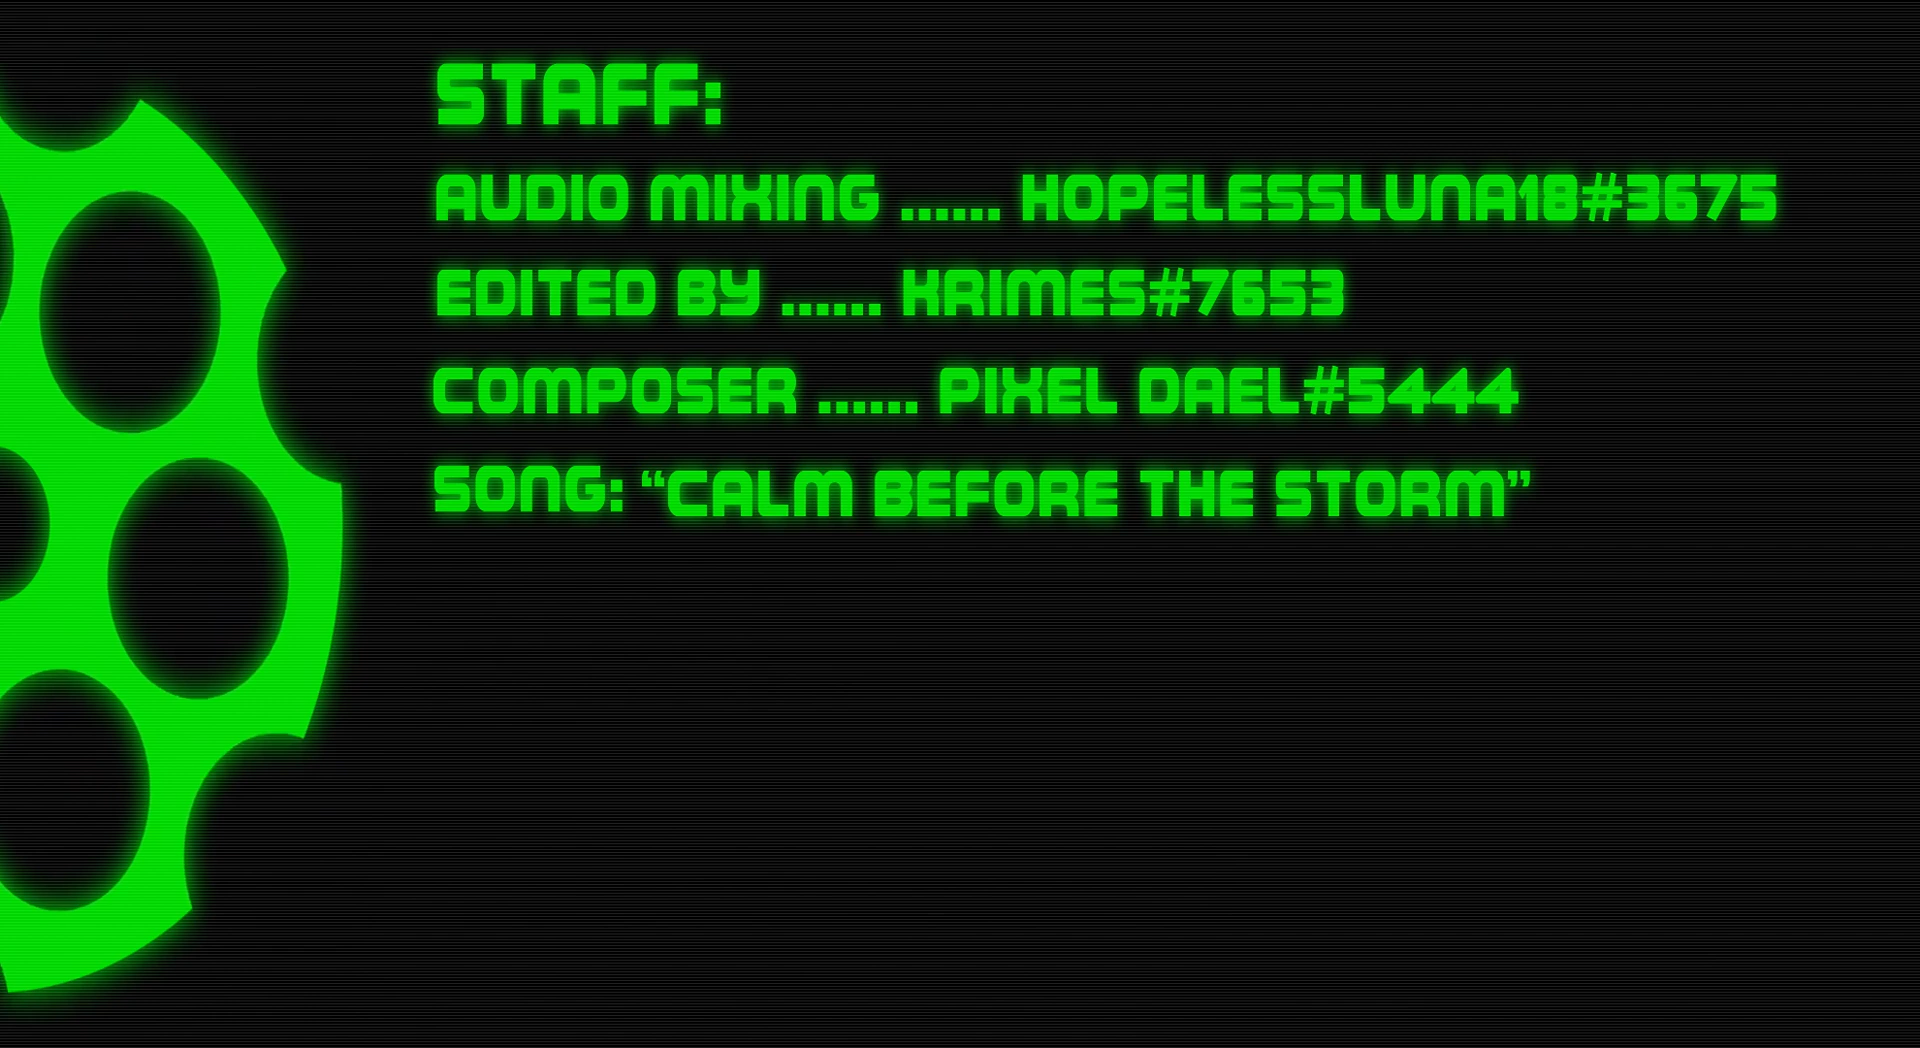 STAFF:
AUDIO MIXING ...... HOPELESSLUNA18#3675
EDITED BY ...... KRIMES#7653
COMPOSER ...... PIXEL DAEL#5444
SONG: “CALM BEFORE THE STORM”